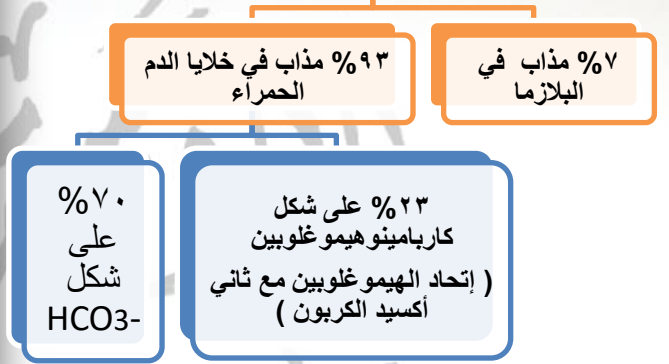 %٧ مذاب في
البلازما
%٩٣ مذاب في خلايا الدم
الحمراء
%٢٣ على شكل
كاربامينوهيموغلوبين
( إتحاد الهيموغلوبين مع ثاني
أكسيد الكربون )
%٧٠
على
شكل
HCO3-